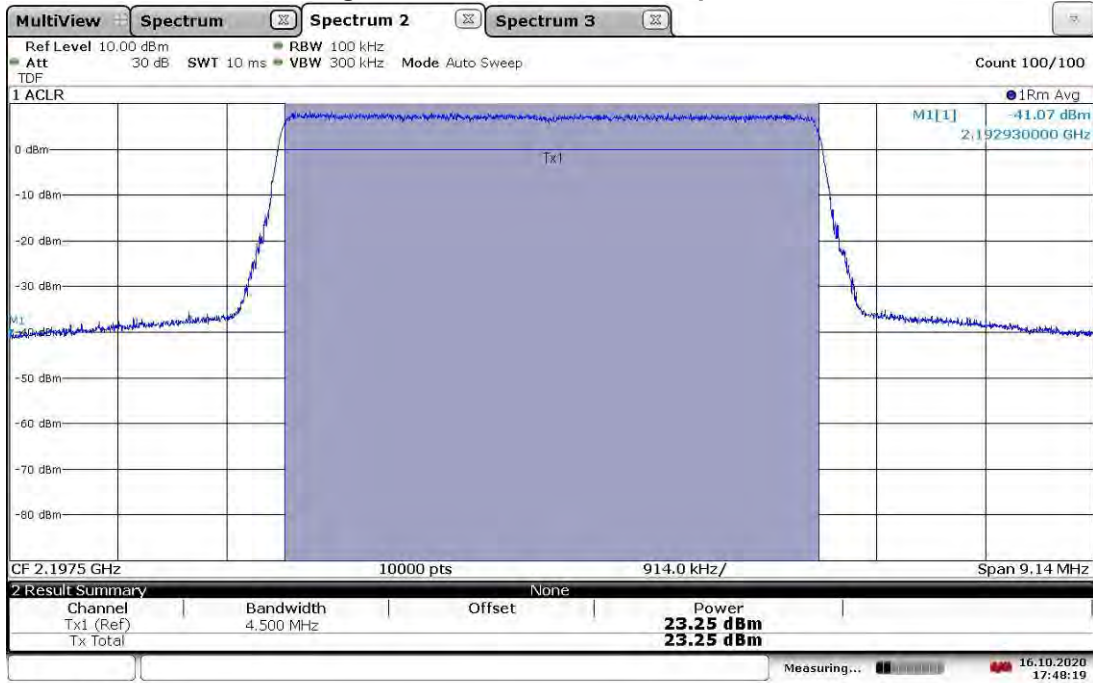 MultiView Spectrum Spectrum 2 Spectrum 3
Ref Level 10.00 dBm RBW 100 kHz
Att 30 dB SWT 10 ms VBW 300 kHz Mode Auto Sweep Count 100/100
TDF
1 ACLR 1Rm Avg
M1[1] -41.07 dBm
2.192930000 GHz
0 dBm
Tx1
-10 dBm
-20 dBm
-30 dBm
M1
-40 dBm
-50 dBm
-60 dBm
-70 dBm
-80 dBm
CF 2.1975 GHz 10000 pts 914.0 kHz/ Span 9.14 MHz
2 Result Summary None
Channel Bandwidth Offset Power
Tx1 (Ref) 4.500 MHz 23.25 dBm
Tx Total 23.25 dBm
Measuring... 16.10.2020
17:48:19